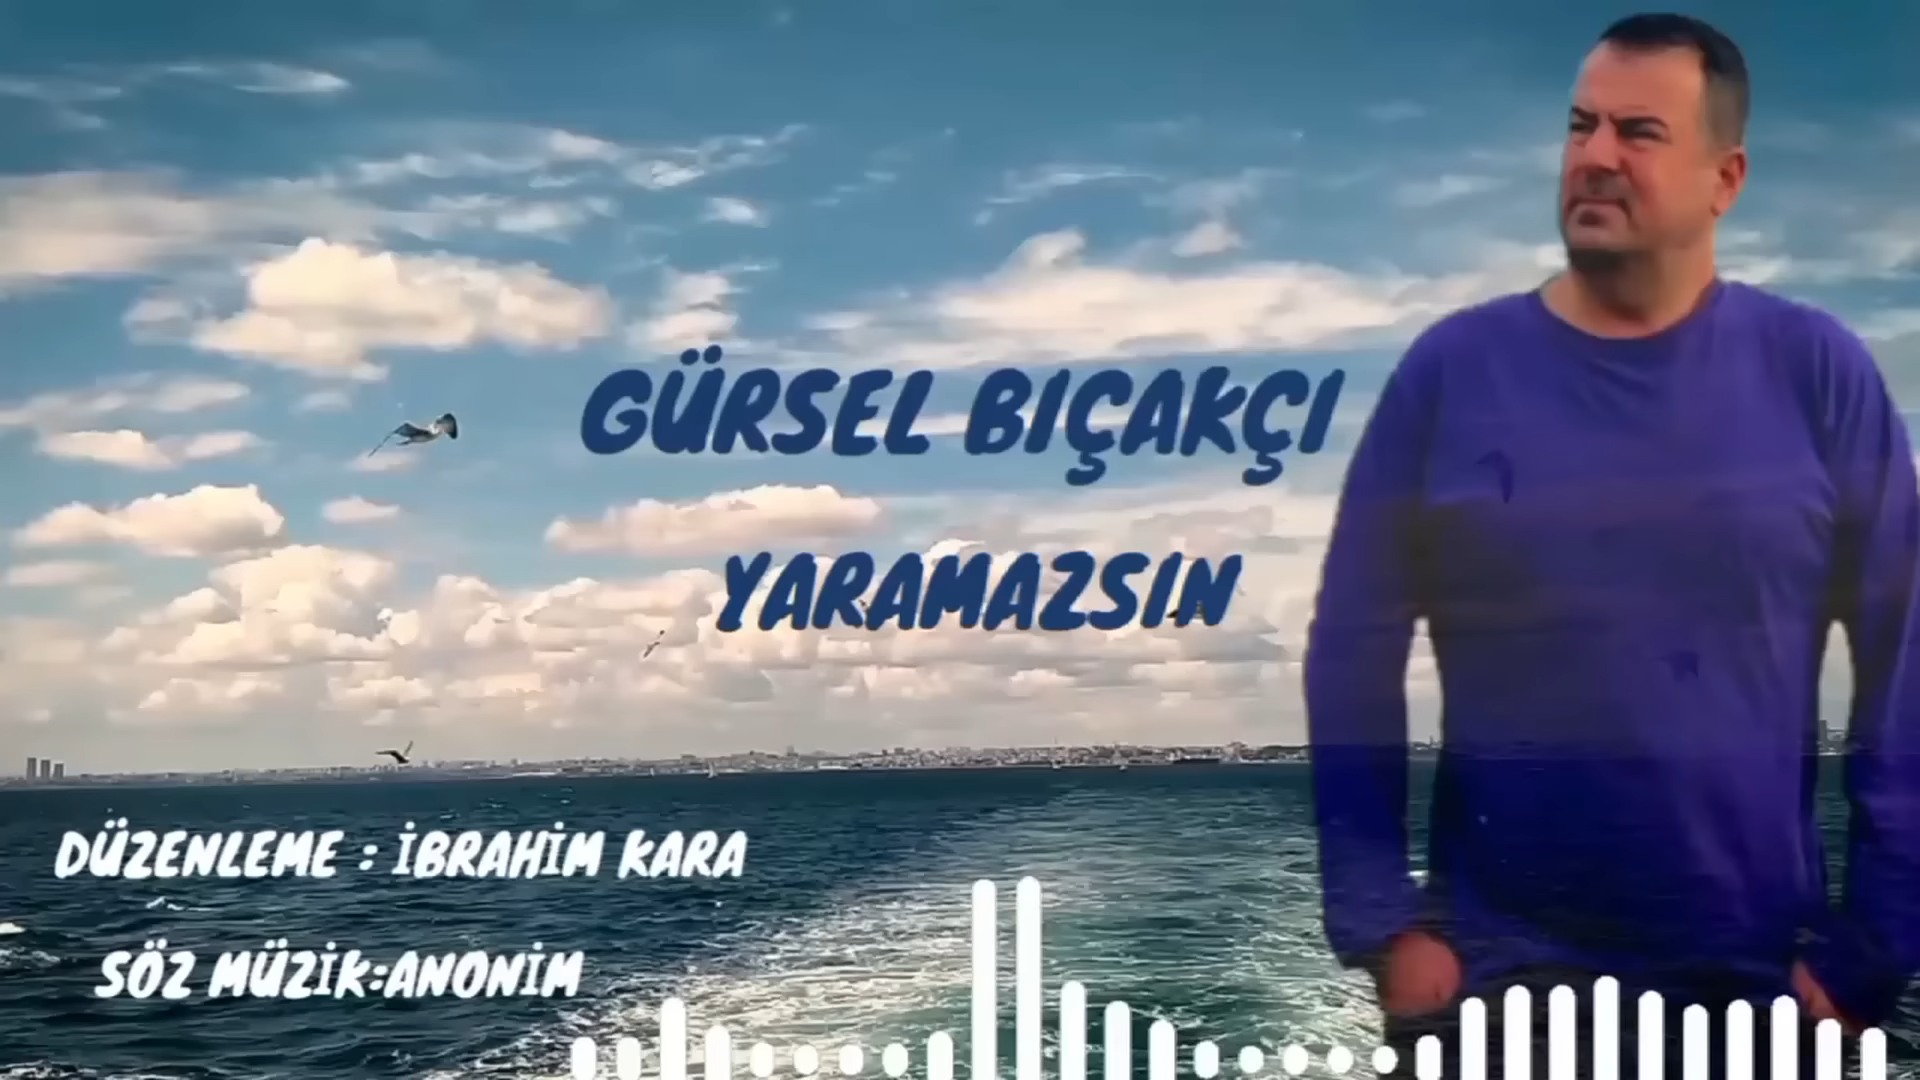 GÜRSEL BIÇAKÇI
YARAMAZSIN
DÜZENLEME : İBRAHİM KARA
SÖZ MÜZİK:ANONİM